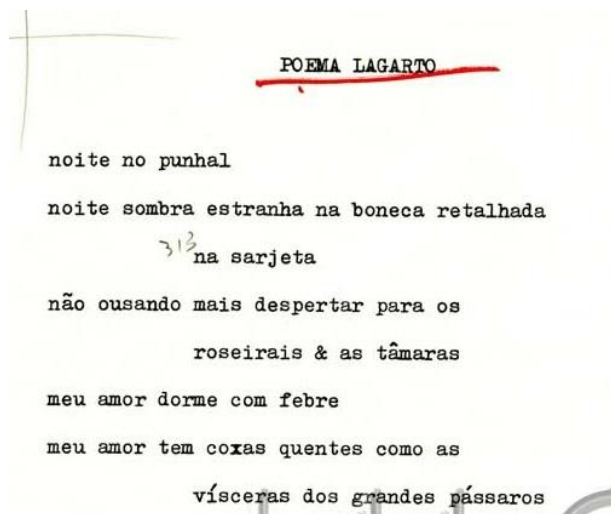 POEMA LAGARTO
noite no punhal
noite sombra estranha na boneca retalhada
313
na sarjeta
não ousando mais despertar para os
roseirais & as tâmaras
meu amor dorme com febre
meu amor tem coxas quentes como as
vísceras dos grandes pássaros